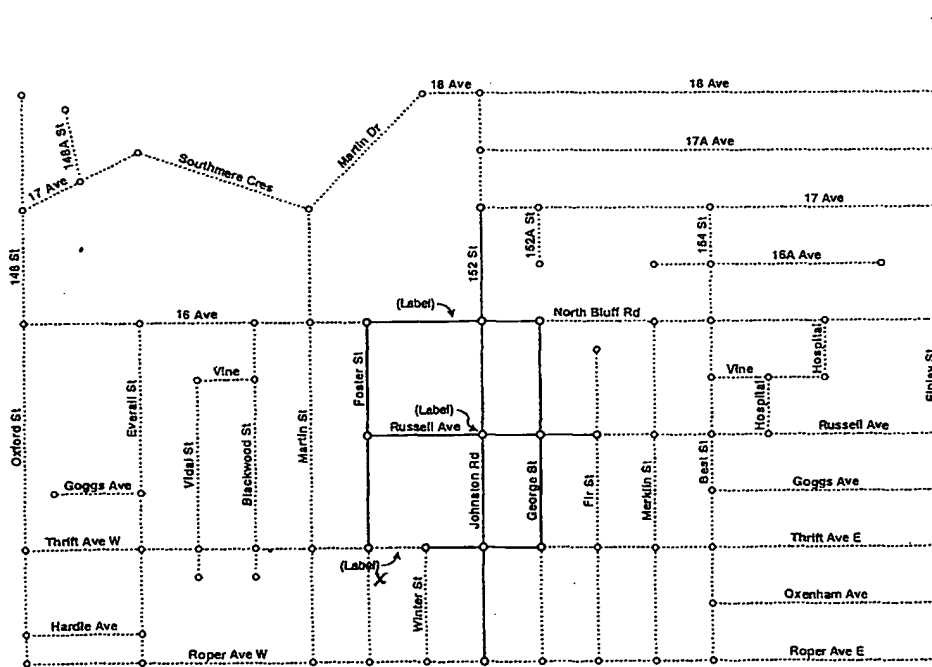 18 Ave
18 Ave
148A St
Martin Dr
17A Ave
Southmere Cres
17 Ave
17 Ave
148 St
152 St
152A St
154 St
16A Ave
(Label)
16 Ave
North Bluff Rd
Hospital
Vine
Foster St
Vine
Everall St
Finlay St
Oxford St
Vidal St
Blackwood St
Martin St
(Label)
Russell Ave
Hospital
Russell Ave
Johnston Rd
George St
Fir St
Merklin St
Best St
Goggs Ave
Goggs Ave
Thrift Ave W
Thrift Ave E
(Label)
X
Winter St
Oxenham Ave
Hardie Ave
Roper Ave W
Roper Ave E